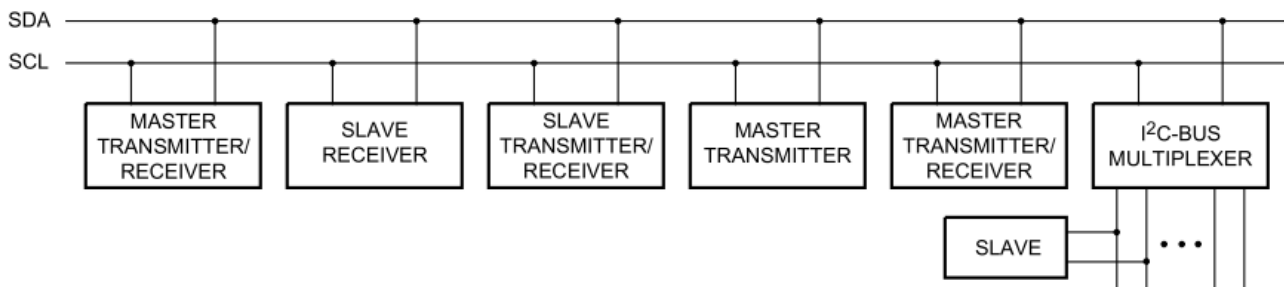 SDA
SCL
MASTER
TRANSMITTER/
RECEIVER
SLAVE
RECEIVER
SLAVE
TRANSMITTER/
RECEIVER
MASTER
TRANSMITTER
MASTER
TRANSMITTER/
RECEIVER
I²C-BUS
MULTIPLEXER
SLAVE